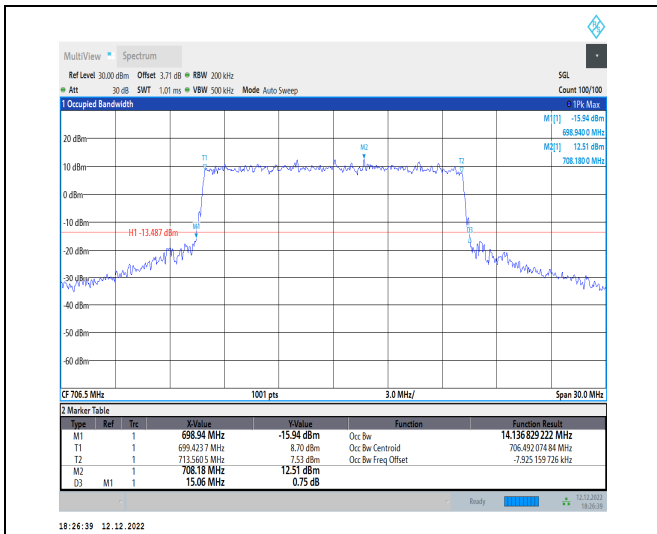 MultiView Spectrum
Ref Level 30.00 dBm Offset 3.71 dB RBW 200 kHz SGL
Att 30 dB SWT 1.01 ms VBW 500 kHz Mode Auto Sweep Count 100/100
1 Occupied Bandwidth 1Pk Max
M1[1] -15.94 dBm
698.940 0 MHz
M2[1] 12.51 dBm
708.180 0 MHz
20 dBm
M2
T1 T2
10 dBm
0 dBm
-10 dBm
M1 D3
H1 -13.487 dBm
-20 dBm
-30 dBm
-40 dBm
-50 dBm
-60 dBm
CF 706.5 MHz 1001 pts 3.0 MHz/ Span 30.0 MHz
2 Marker Table
Type Ref Trc X-Value Y-Value Function Function Result
M1 1 698.94 MHz -15.94 dBm Occ Bw 14.136 829 222 MHz
T1 1 699.423 7 MHz 8.70 dBm Occ Bw Centroid 706.492 074 84 MHz
T2 1 713.560 5 MHz 7.53 dBm Occ Bw Freq Offset -7.925 159 726 kHz
M2 1 708.18 MHz 12.51 dBm
D3 M1 1 15.06 MHz 0.75 dB
Ready 12.12.2022
18:26:39
18:26:39 12.12.2022